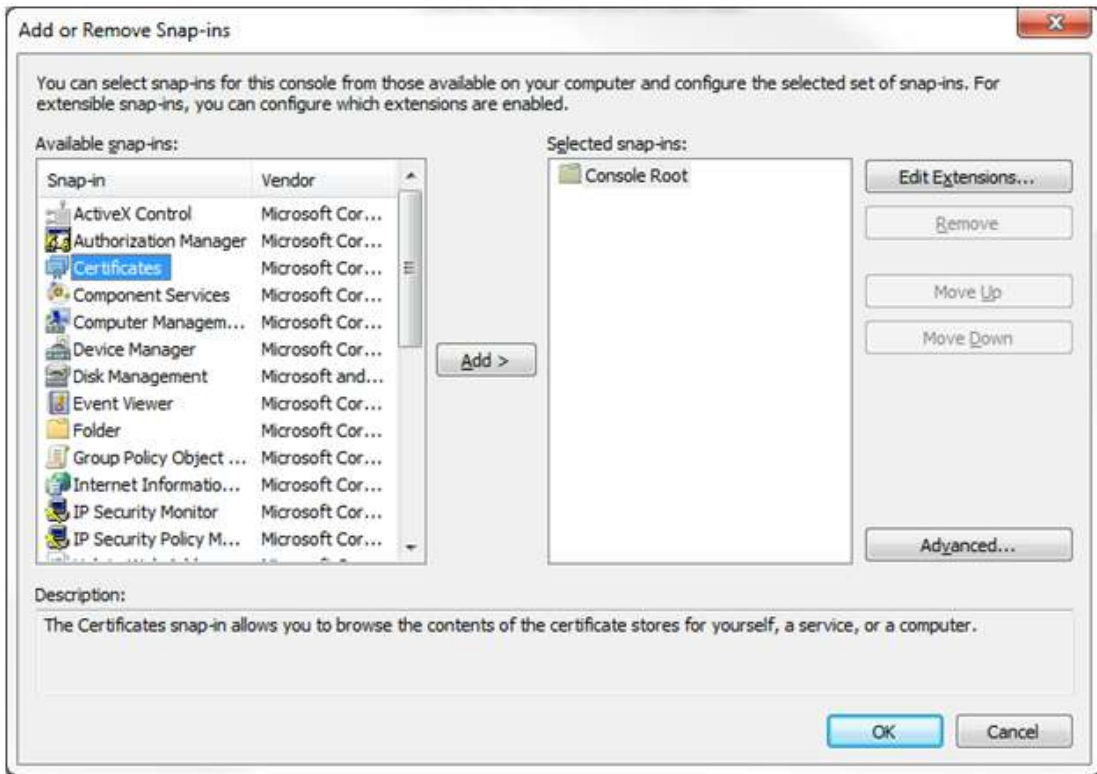 Add or Remove Snap-ins
You can select snap-ins for this console from those available on your computer and configure the selected set of snap-ins. For
extensible snap-ins, you can configure which extensions are enabled.
Available snap-ins:
Selected snap-ins:
Snap-in Vendor
ActiveX Control Microsoft Cor...
Authorization Manager Microsoft Cor...
Certificates Microsoft Cor...
Component Services Microsoft Cor...
Computer Managem... Microsoft Cor...
Device Manager Microsoft Cor...
Disk Management Microsoft and...
Event Viewer Microsoft Cor...
Folder Microsoft Cor...
Group Policy Object ... Microsoft Cor...
Internet Informatio... Microsoft Cor...
IP Security Monitor Microsoft Cor...
IP Security Policy M... Microsoft Cor...
Add >
Console Root
Edit Extensions...
Remove
Move Up
Move Down
Advanced...
Description:
The Certificates snap-in allows you to browse the contents of the certificate stores for yourself, a service, or a computer.
OK
Cancel